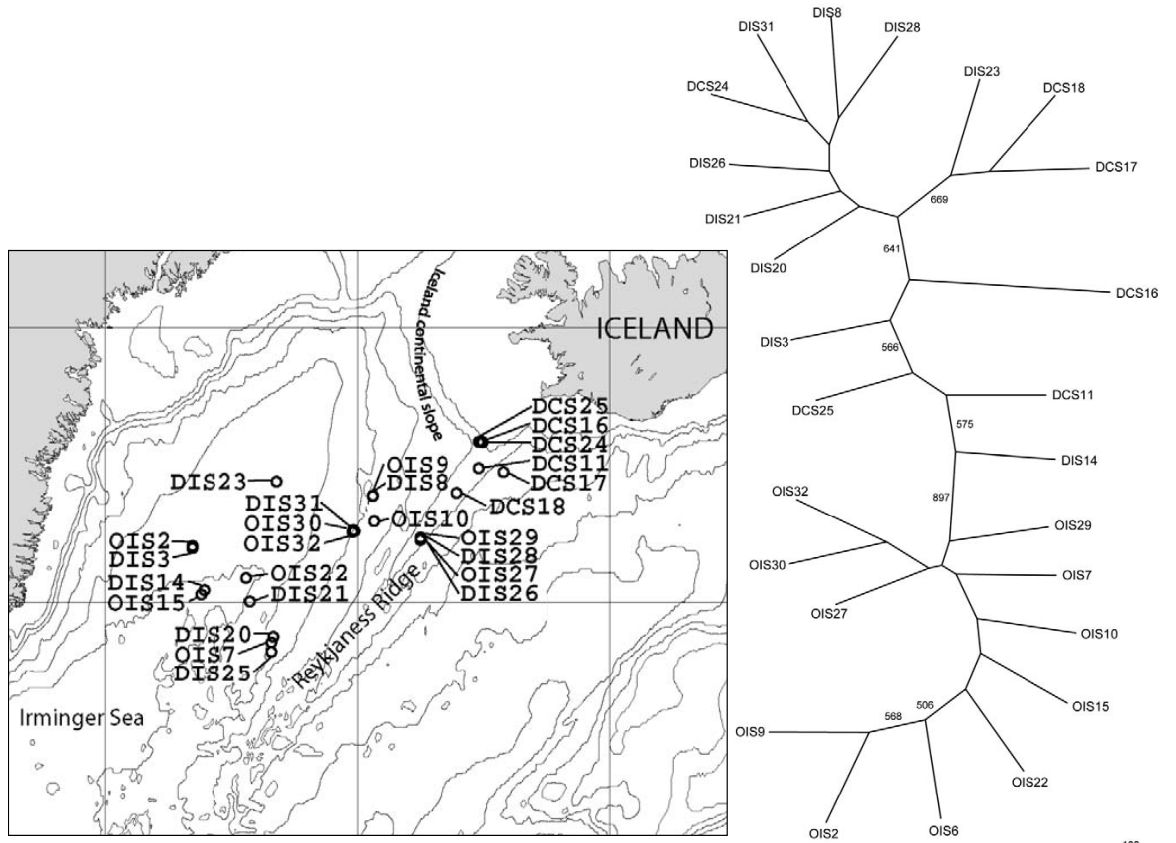 DIS8
DIS31
DIS28
DIS23
DCS24
DCS18
DIS26
DCS17
DIS21
669
641
DIS20
DCS16
DIS3
566
DCS25
DCS11
575
DIS14
OIS32
897
OIS29
OIS30
OIS7
OIS27
OIS10
OIS15
506
568
OIS9
OIS22
OIS2
OIS6
100
Iceland continental slope
ICELAND
DCS25
DCS16
DCS24
DCS11
DCS17
OIS9
DIS8
DIS23
DCS18
DIS31
OIS30
OIS32
OIS10
OIS2
DIS3
OIS29
DIS28
OIS27
DIS26
DIS14
OIS15
OIS22
DIS21
DIS20
OIS7
DIS25
Reykjaness Ridge
Irminger Sea